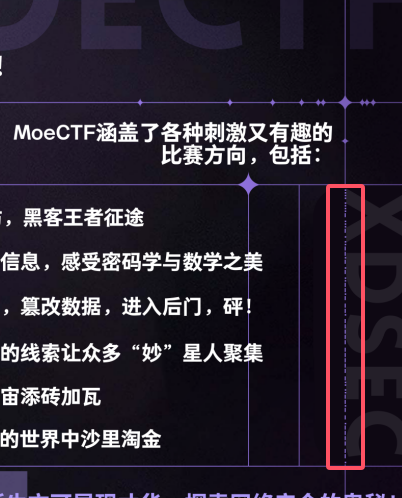 DECTF
！
MoeCTF涵盖了各种刺激又有趣的
比赛方向，包括：
，黑客王者征途
信息，感受密码学与数学之美
，篡改数据，进入后门，砰！
的线索让众多“妙”星人聚集
宙添砖加瓦
的世界中沙里淘金
XDSEC